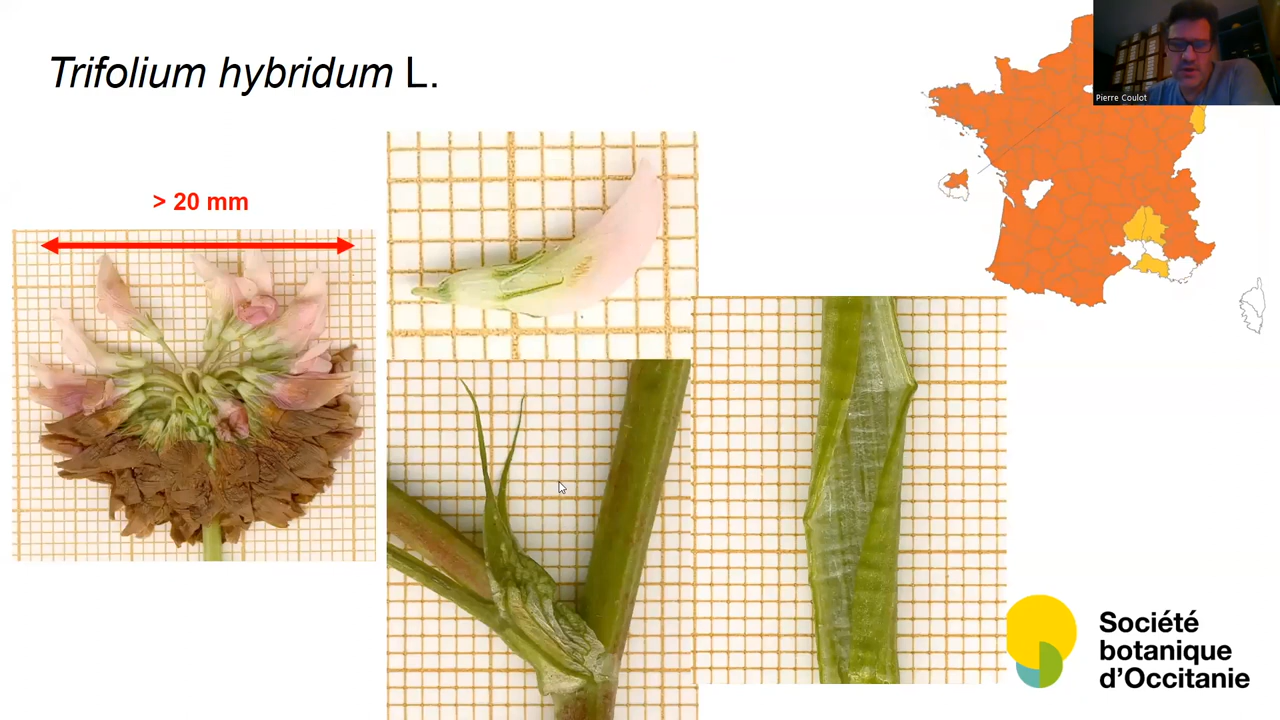 Trifolium hybridum L.
> 20 mm
Pierre Coulot
Société
botanique
d'Occitanie